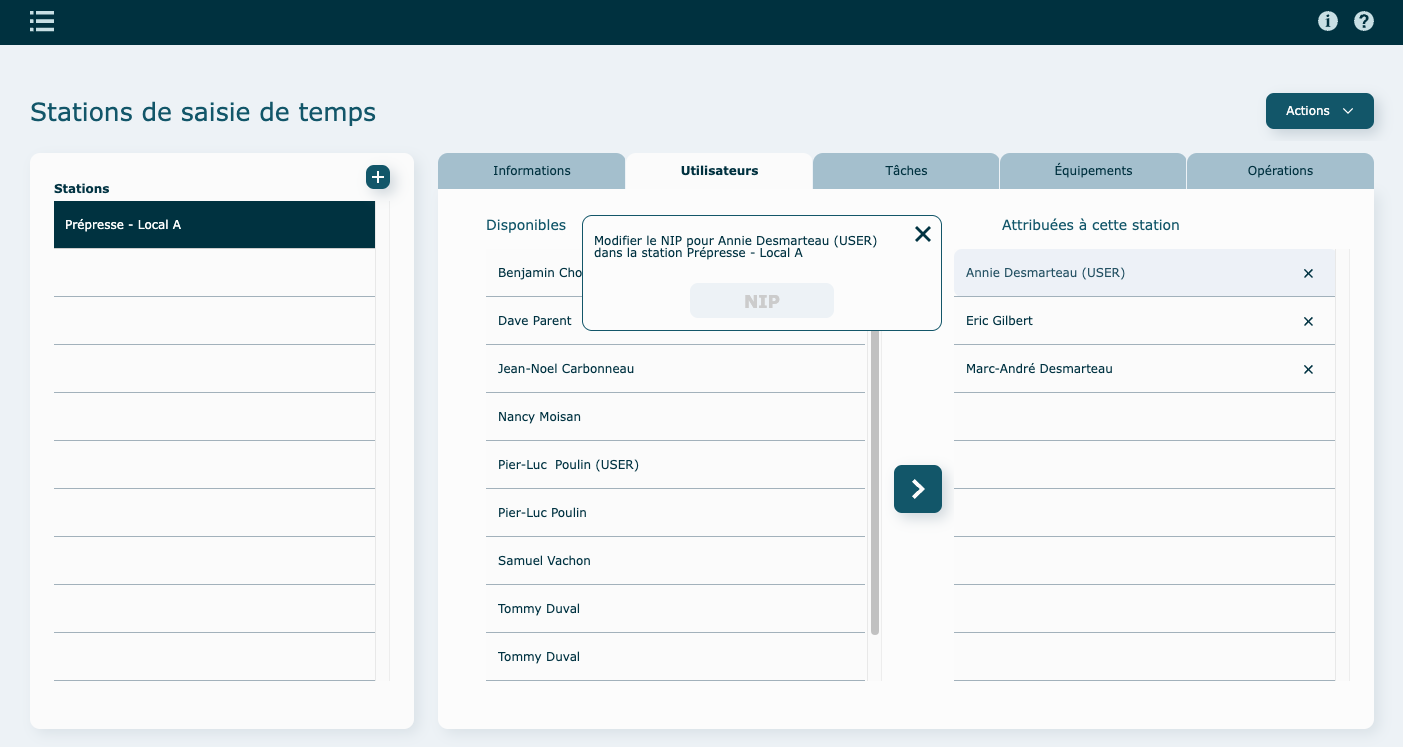 Stations de saisie de temps
Actions
Stations
Prépresse - Local A
Informations
Utilisateurs
Tâches
Équipements
Opérations
Disponibles
Modifier le NIP pour Annie Desmarteau (USER)
dans la station Prépresse - Local A
NIP
Benjamin Cho
Dave Parent
Jean-Noel Carbonneau
Nancy Moisan
Pier-Luc  Poulin (USER)
Pier-Luc Poulin
Samuel Vachon
Tommy Duval
Tommy Duval
Attribuées à cette station
Annie Desmarteau (USER)
Eric Gilbert
Marc-André Desmarteau